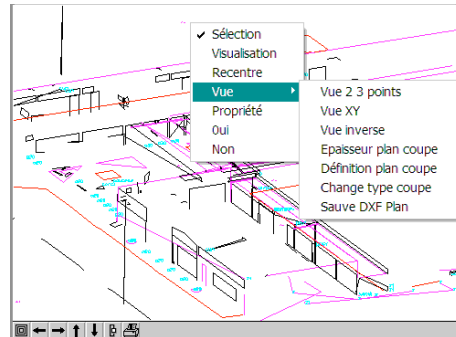 Sélection
Visualisation
Recentre
Vue
Propriété
Oui
Non
Vue 2 3 points
Vue XY
Vue inverse
Epaisseur plan coupe
Définition plan coupe
Change type coupe
Sauve DXF Plan